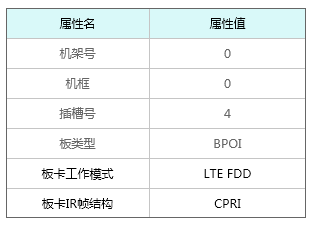 属性名 属性值
机架号 0
机框 0
插槽号 4
板类型 BPOI
板卡工作模式 LTE FDD
板卡IR帧结构 CPRI